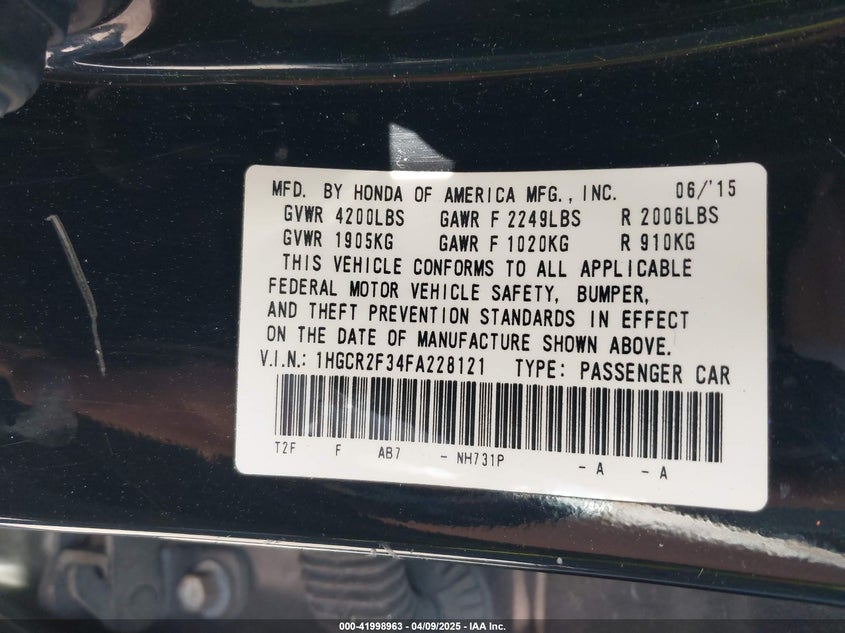 MFD. BY HONDA OF AMERICA MFG., INC. 06/'15
GVWR 4200LBS GAWR F 2249LBS R 2006LBS
GVWR 1905KG GAWR F 1020KG R 910KG
THIS VEHICLE CONFORMS TO ALL APPLICABLE
FEDERAL MOTOR VEHICLE SAFETY, BUMPER,
AND THEFT PREVENTION STANDARDS IN EFFECT
ON THE DATE OF MANUFACTURE SHOWN ABOVE.
V.I.N.: 1HGCR2F34FA228121 TYPE: PASSENGER CAR
T2F F AB7 - NH731P - A - A
000-41998963 - 04/09/2025 - IAA Inc.